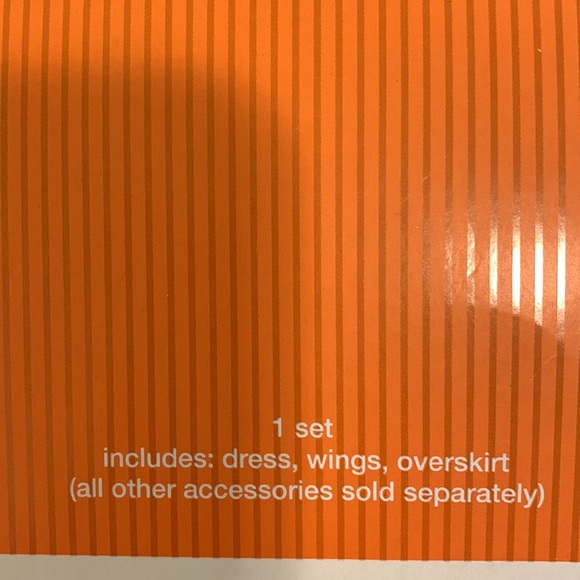 1 set
includes: dress, wings, overskirt
(all other accessories sold separately)